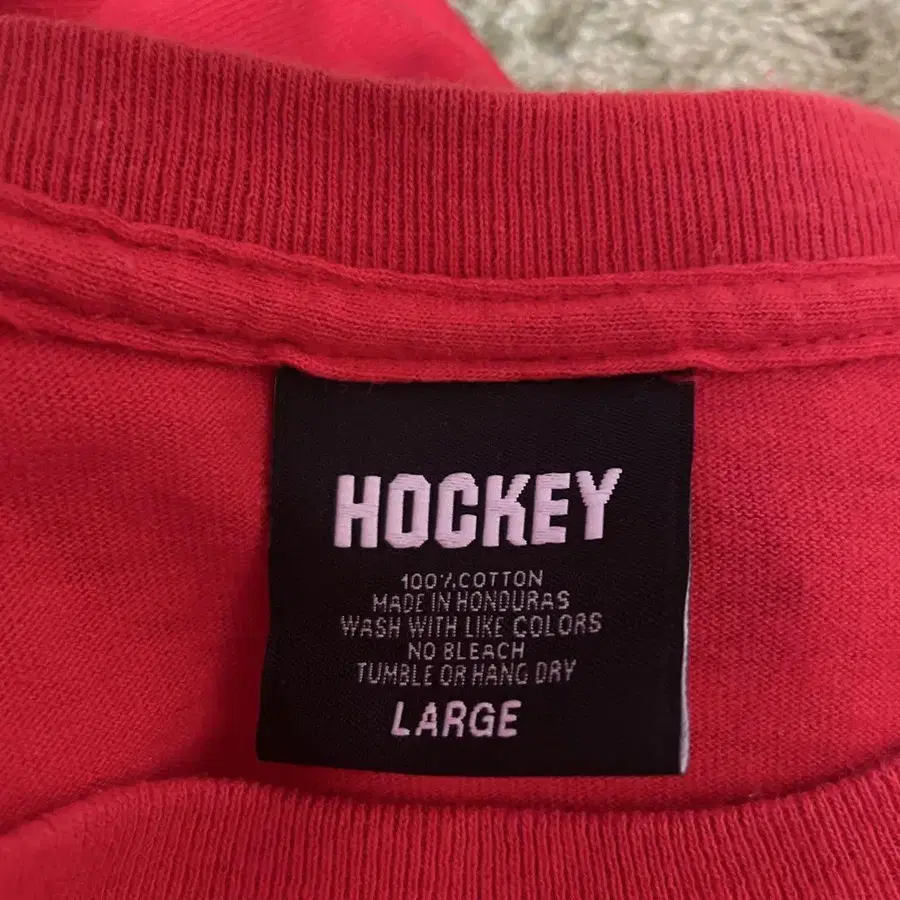 HOCKEY
100% COTTON
MADE IN HONDURAS
WASH WITH LIKE COLORS
NO BLEACH
TUMBLE OR HANG DRY
LARGE